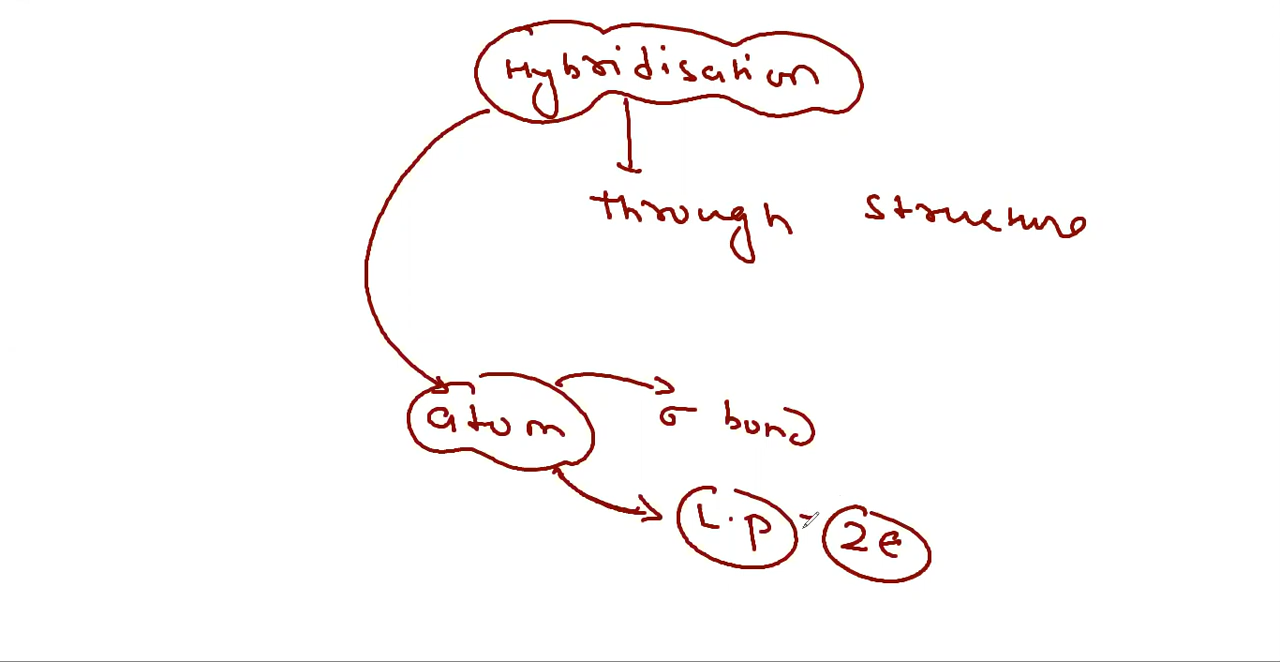 Hybridisation
through structure
atom
σ bond
L.p - 2e